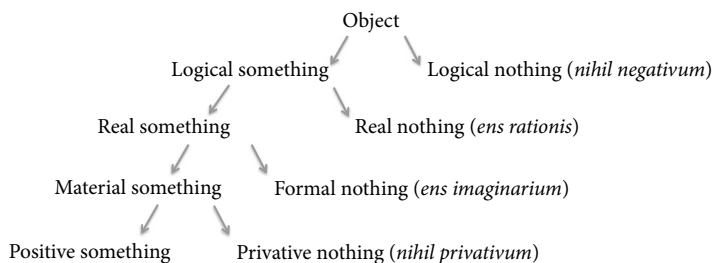 Object
Logical something Logical nothing (nihil negativum)
Real something Real nothing (ens rationis)
Material something Formal nothing (ens imaginarium)
Positive something Privative nothing (nihil privativum)